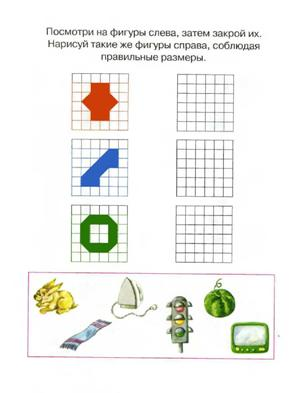 Посмотри на фигуры слева, затем закрой их.
Нарисуй такие же фигуры справа, соблюдая
правильные размеры.